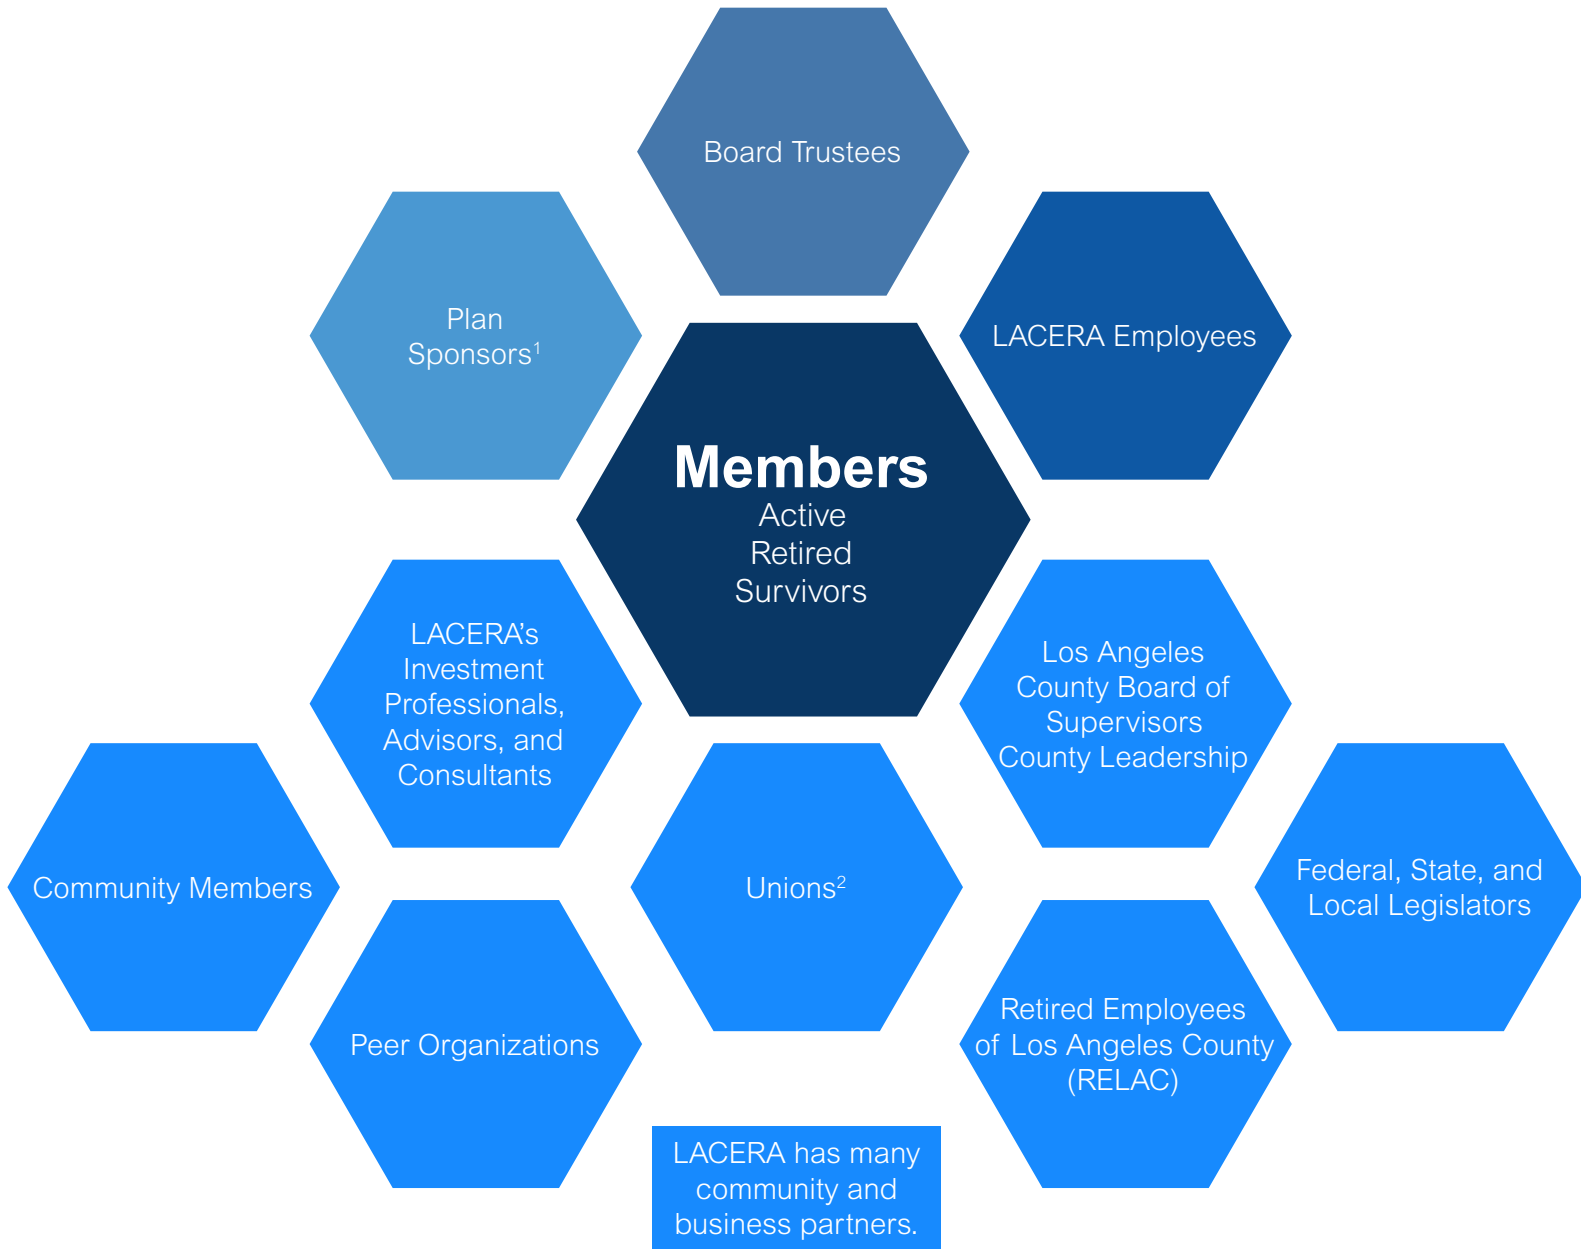 Board Trustees
Plan
Sponsors¹
LACERA Employees
Members
Active
Retired
Survivors
LACERA’s
Investment
Professionals,
Advisors, and
Consultants
Los Angeles
County Board of
Supervisors
County Leadership
Community Members
Unions²
Federal, State, and
Local Legislators
Peer Organizations
Retired Employees
of Los Angeles County
(RELAC)
LACERA has many
community and
business partners.